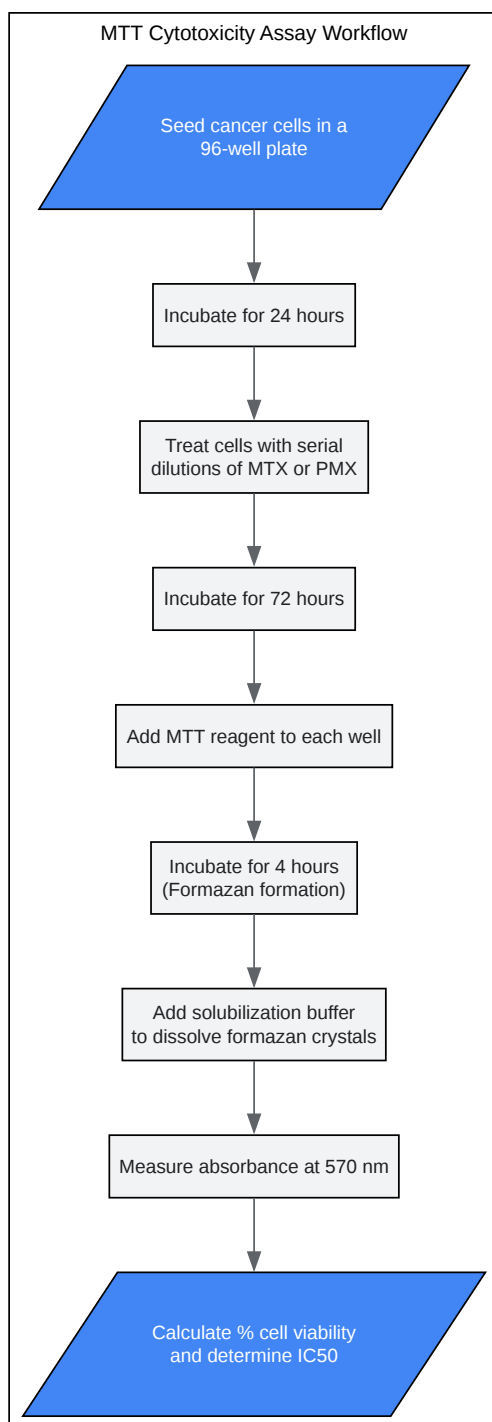 MTT Cytotoxicity Assay Workflow
Seed cancer cells in a
96-well plate
Incubate for 24 hours
Treat cells with serial
dilutions of MTX or PMX
Incubate for 72 hours
Add MTT reagent to each well
Incubate for 4 hours
(Formazan formation)
Add solubilization buffer
to dissolve formazan crystals
Measure absorbance at 570 nm
Calculate % cell viability
and determine IC50